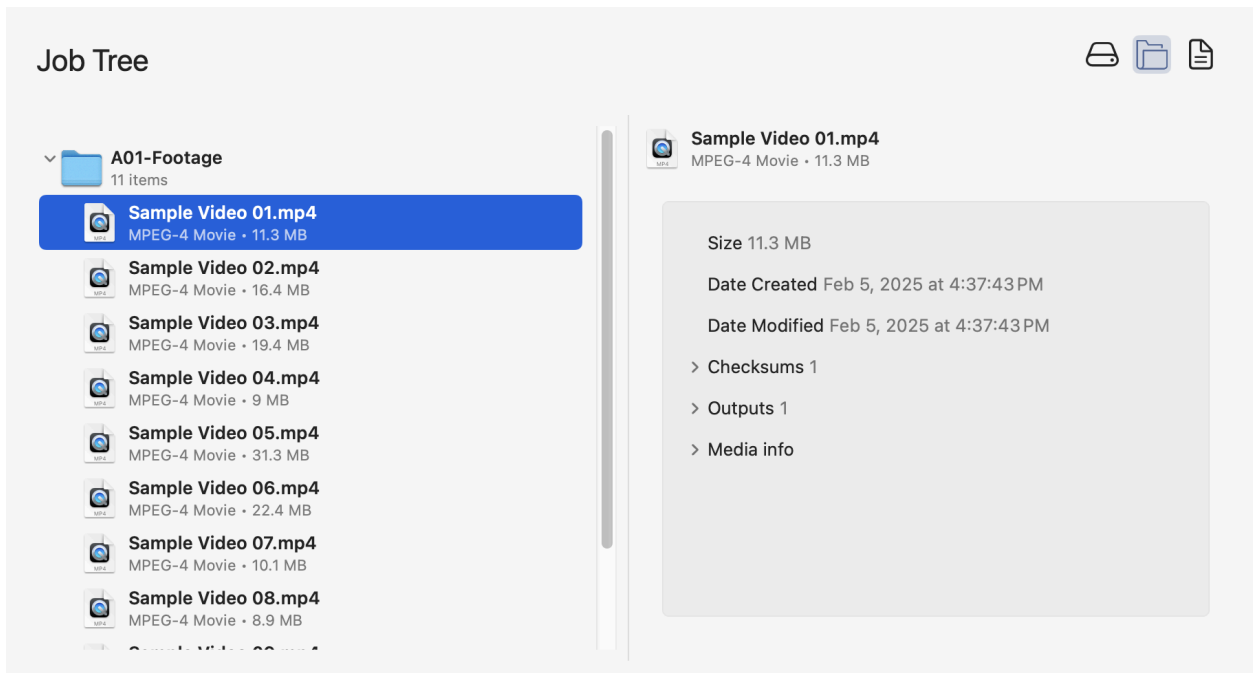 Job Tree
A01-Footage
11 items
Sample Video 01.mp4
MPEG-4 Movie • 11.3 MB
Sample Video 02.mp4
MPEG-4 Movie • 16.4 MB
Sample Video 03.mp4
MPEG-4 Movie • 19.4 MB
Sample Video 04.mp4
MPEG-4 Movie • 9 MB
Sample Video 05.mp4
MPEG-4 Movie • 31.3 MB
Sample Video 06.mp4
MPEG-4 Movie • 22.4 MB
Sample Video 07.mp4
MPEG-4 Movie • 10.1 MB
Sample Video 08.mp4
MPEG-4 Movie • 8.9 MB
Sample Video 01.mp4
MPEG-4 Movie • 11.3 MB
Size 11.3 MB
Date Created Feb 5, 2025 at 4:37:43 PM
Date Modified Feb 5, 2025 at 4:37:43 PM
Checksums 1
Outputs 1
Media info